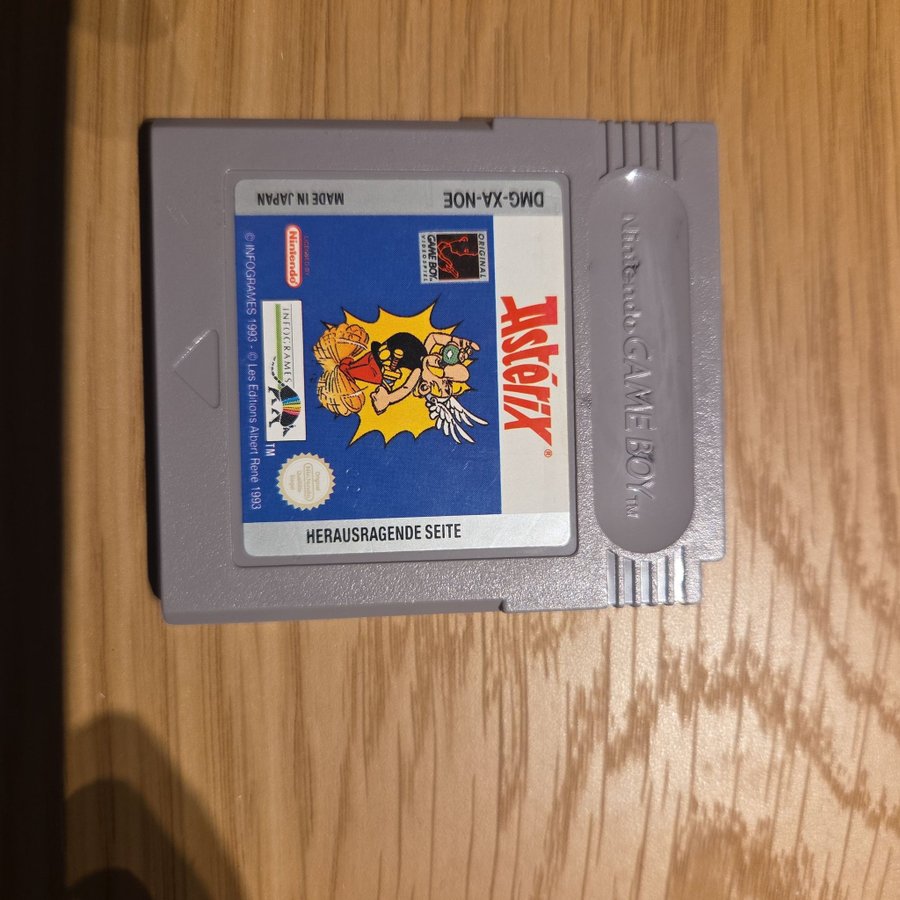 Nintendo GAME BOY TM
DMG-XA-NOE
MADE IN JAPAN
Astérix ®
ORIGINAL
GAME BOY
VIDEOSPIEL
INFOGRAMES
TM
Nintendo
© INFOGRAMES 1993 - © Les Editions Albert René 1993
HERAUSRAGENDE SEITE